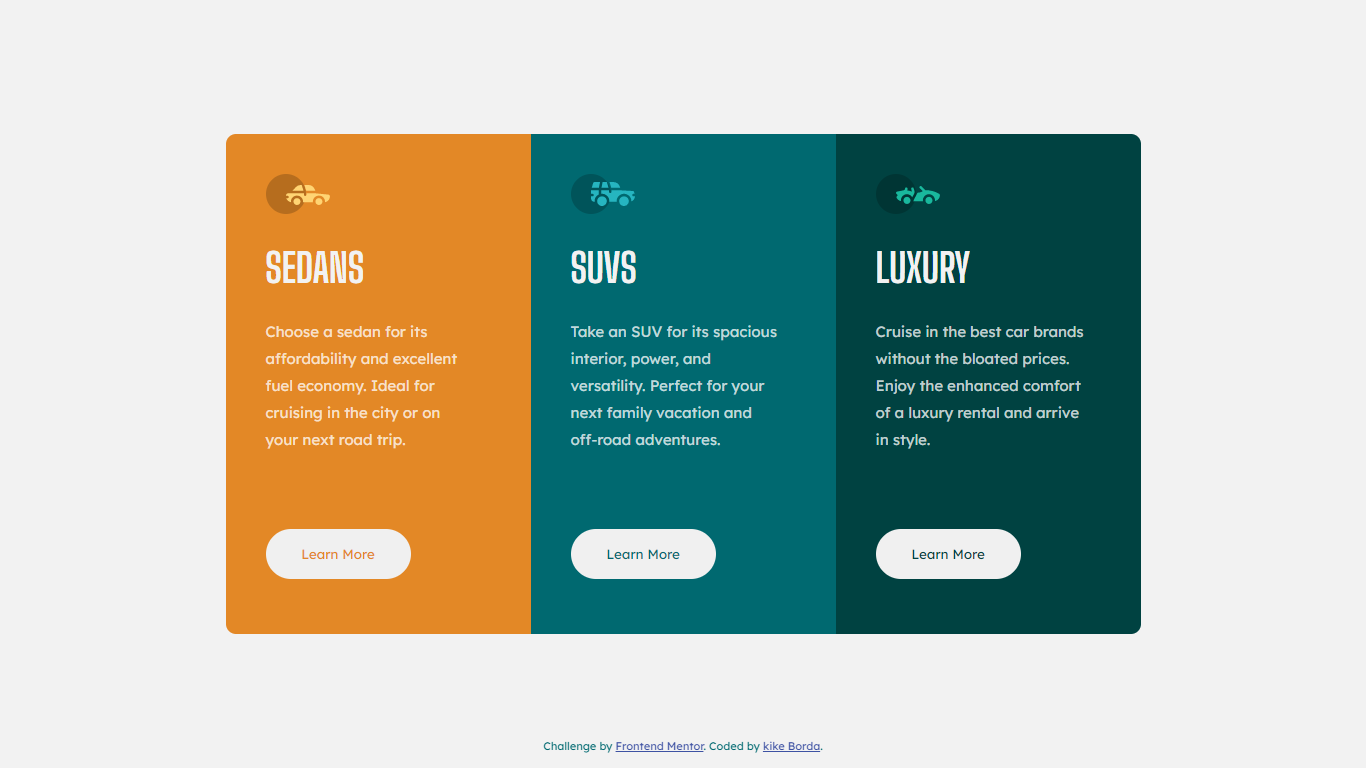 SEDANS
Choose a sedan for its
affordability and excellent
fuel economy. Ideal for
cruising in the city or on
your next road trip.
Learn More
SUVS
Take an SUV for its spacious
interior, power, and
versatility. Perfect for your
next family vacation and
off-road adventures.
Learn More
LUXURY
Cruise in the best car brands
without the bloated prices.
Enjoy the enhanced comfort
of a luxury rental and arrive
in style.
Learn More
Challenge by Frontend Mentor. Coded by kike Borda.